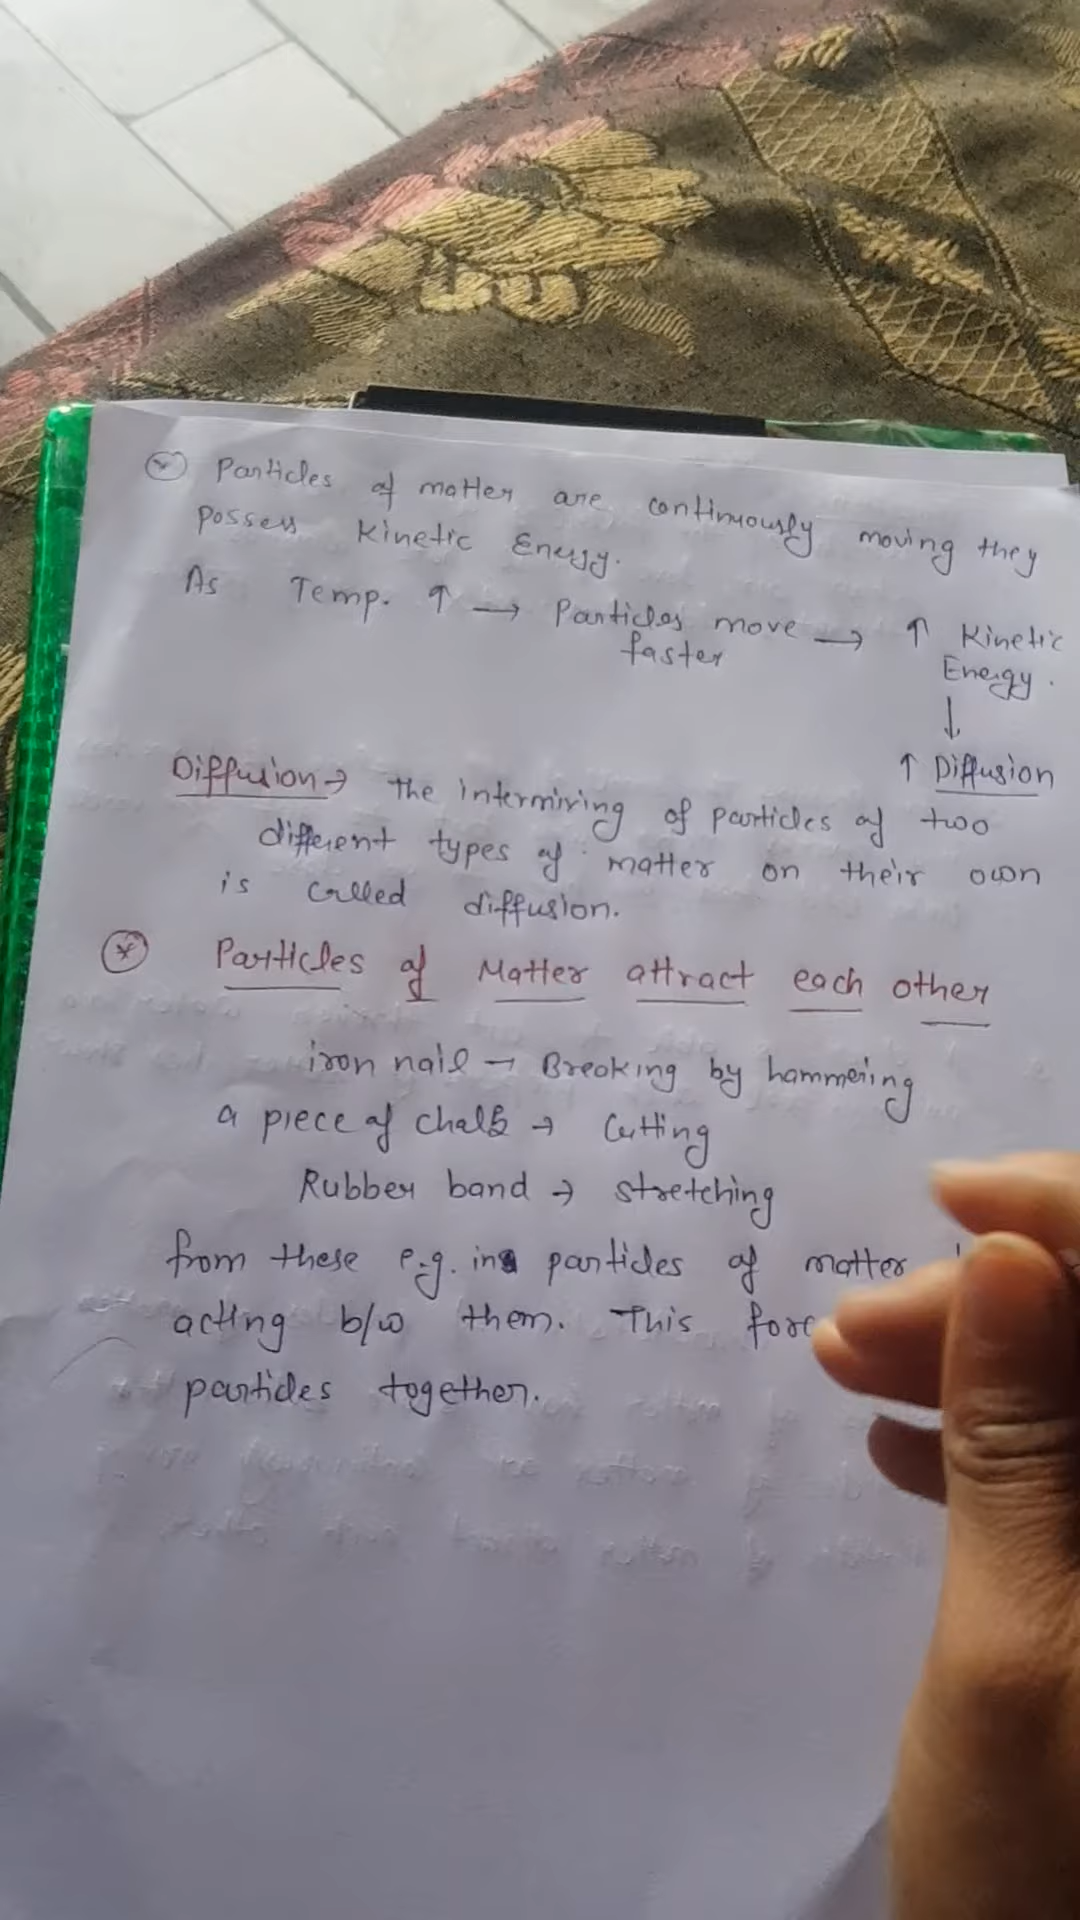 Particles of matter are continuously moving they
possess Kinetic Energy.
As Temp. ↑ → Particles move → ↑ Kinetic
faster Energy.
↓
↑ Diffusion
Diffusion → the intermixing of particles of two
different types of matter on their own
is called diffusion.
Particles of Matter attract each other
iron nail → Breaking by hammering
a piece of chalk → Cutting
Rubber band → stretching
from these e.g. in particles of matter
acting b/w them. This forc
particles together.